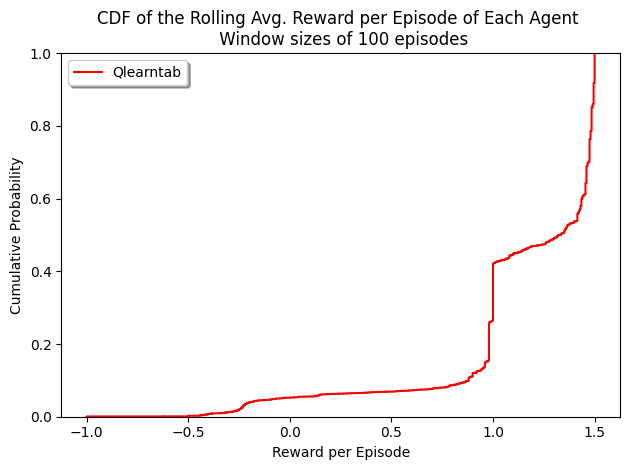 CDF of the Rolling Avg. Reward per Episode of Each Agent
Window sizes of 100 episodes
Qlearntab
1.0
0.8
0.6
0.4
0.2
0.0
Cumulative Probability
−1.0 −0.5 0.0 0.5 1.0 1.5
Reward per Episode